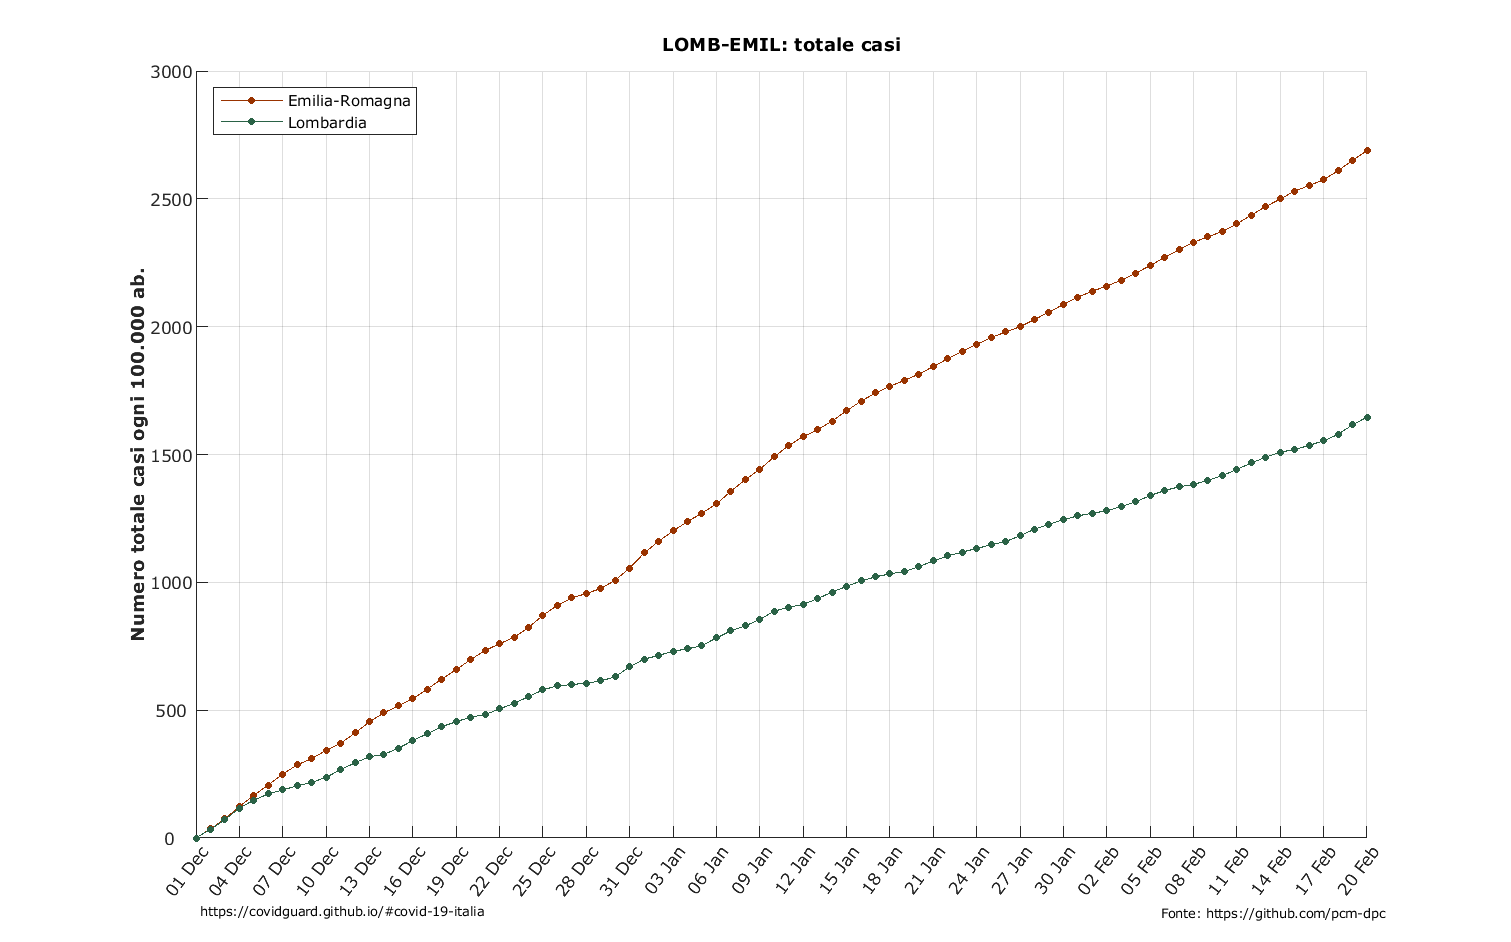 LOMB-EMIL: totale casi
Emilia-Romagna
Lombardia
Numero totale casi ogni 100.000 ab.
3000
2500
2000
1500
1000
500
0
01 Dec
04 Dec
07 Dec
10 Dec
13 Dec
16 Dec
19 Dec
22 Dec
25 Dec
28 Dec
31 Dec
03 Jan
06 Jan
09 Jan
12 Jan
15 Jan
18 Jan
21 Jan
24 Jan
27 Jan
30 Jan
02 Feb
05 Feb
08 Feb
11 Feb
14 Feb
17 Feb
20 Feb
https://covidguard.github.io/#covid-19-italia
Fonte: https://github.com/pcm-dpc